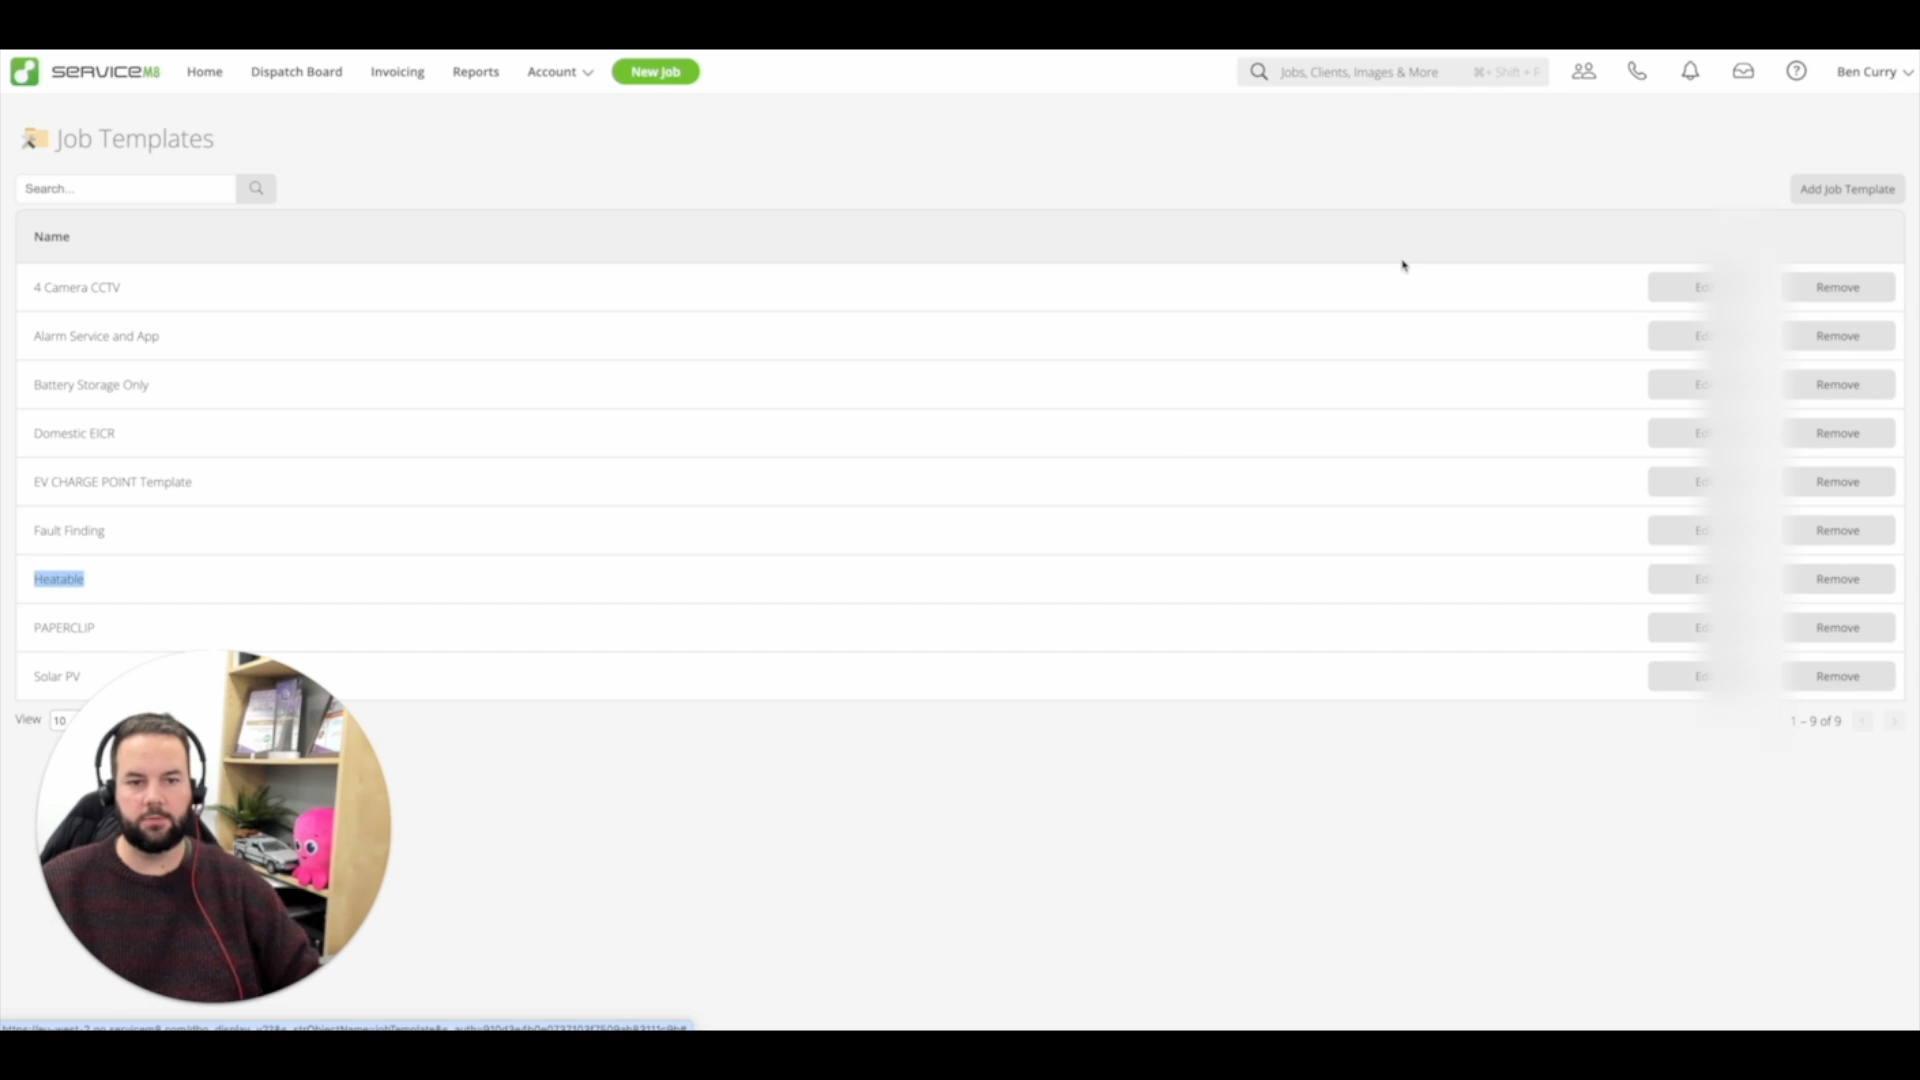 SERVICEM8 Home Dispatch Board Invoicing Reports Account New Job Jobs, Clients, Images & More ⌘+ Shift + F Ben Curry
Job Templates
Search... Add Job Template
Name
4 Camera CCTV Remove
Alarm Service and App Remove
Battery Storage Only Remove
Domestic EICR Remove
EV CHARGE POINT Template Remove
Fault Finding Remove
Heatable Remove
PAPERCLIP Remove
Solar PV Remove
View 10 1 – 9 of 9